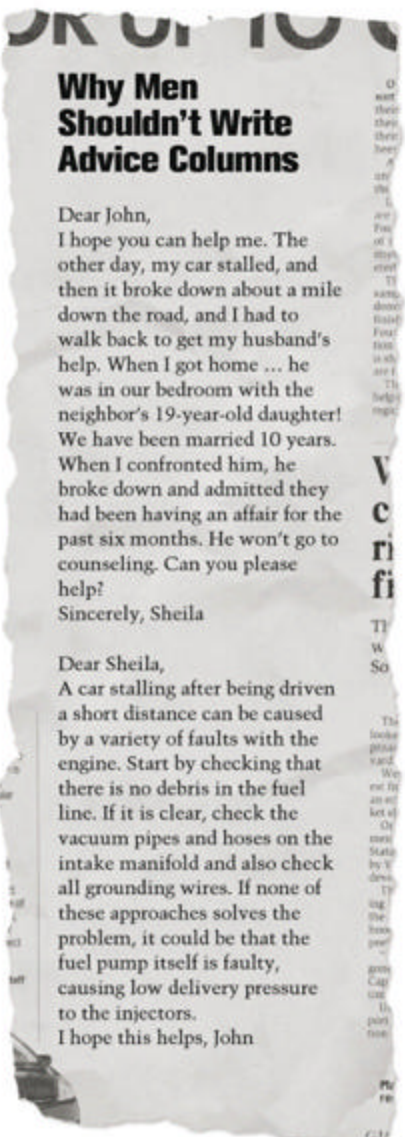 Why Men
Shouldn't Write
Advice Columns
Dear John,
I hope you can help me. The
other day, my car stalled, and
then it broke down about a mile
down the road, and I had to
walk back to get my husband's
help. When I got home ... he
was in our bedroom with the
neighbor's 19-year-old daughter!
We have been married 10 years.
When I confronted him, he
broke down and admitted they
had been having an affair for the
past six months. He won't go to
counseling. Can you please
help?
Sincerely, Sheila
Dear Sheila,
A car stalling after being driven
a short distance can be caused
by a variety of faults with the
engine. Start by checking that
there is no debris in the fuel
line. If it is clear, check the
vacuum pipes and hoses on the
intake manifold and also check
all grounding wires. If none of
these approaches solves the
problem, it could be that the
fuel pump itself is faulty,
causing low delivery pressure
to the injectors.
I hope this helps, John